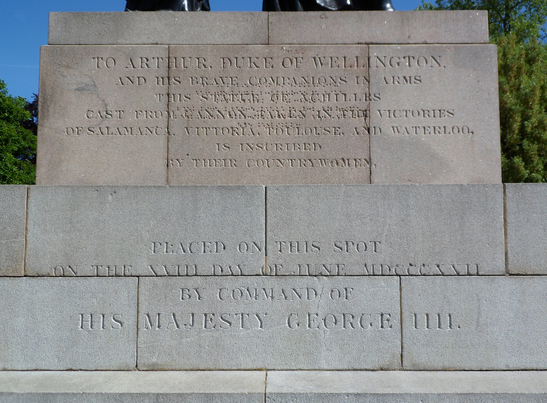 TO ARTHUR, DUKE OF WELLINGTON,
AND HIS BRAVE COMPANIONS IN ARMS
THIS STATUE OF ACHILLES
CAST FROM CANNON TAKEN IN THE VICTORIES
OF SALAMANCA, VITTORIA, TOULOUSE, AND WATERLOO,
IS INSCRIBED
BY THEIR COUNTRYWOMEN.
PLACED ON THIS SPOT
ON THE XVIII DAY OF JUNE MDCCCXXII
BY COMMAND OF
HIS MAJESTY GEORGE IIII.